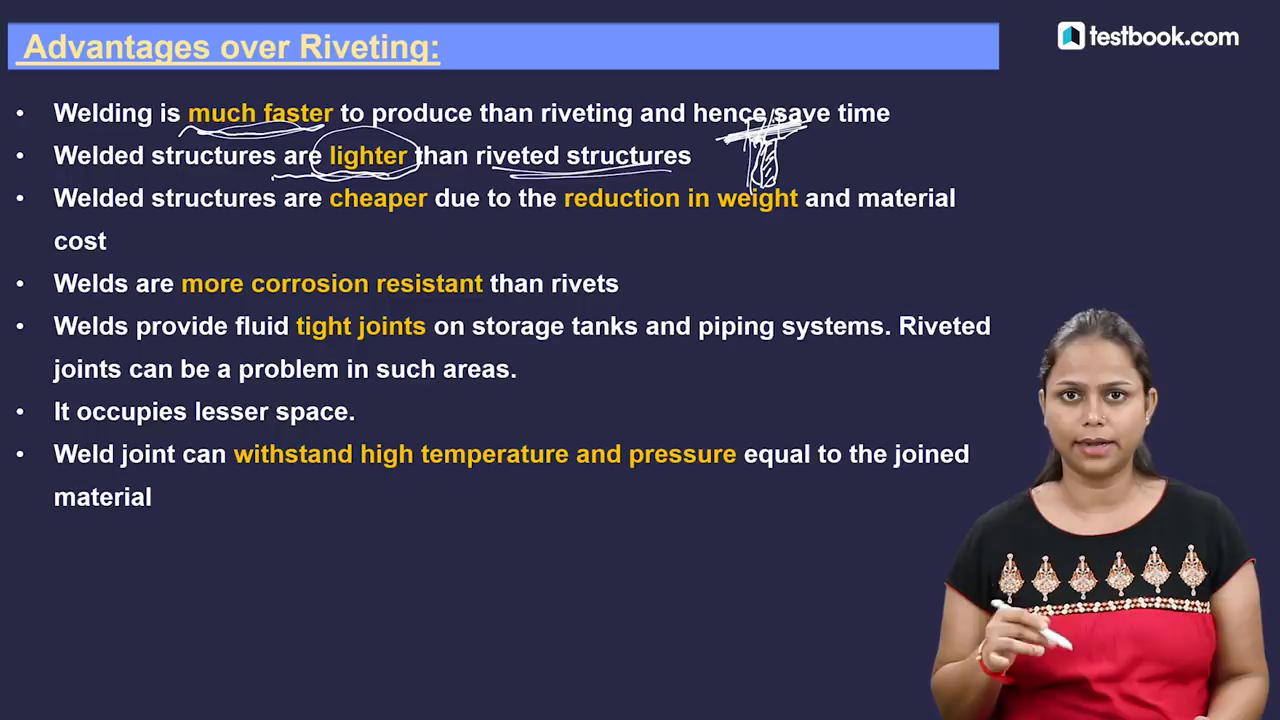 Advantages over Riveting:
testbook.com
• Welding is much faster to produce than riveting and hence save time
• Welded structures are lighter than riveted structures
• Welded structures are cheaper due to the reduction in weight and material
cost
• Welds are more corrosion resistant than rivets
• Welds provide fluid tight joints on storage tanks and piping systems. Riveted
joints can be a problem in such areas.
• It occupies lesser space.
• Weld joint can withstand high temperature and pressure equal to the joined
material